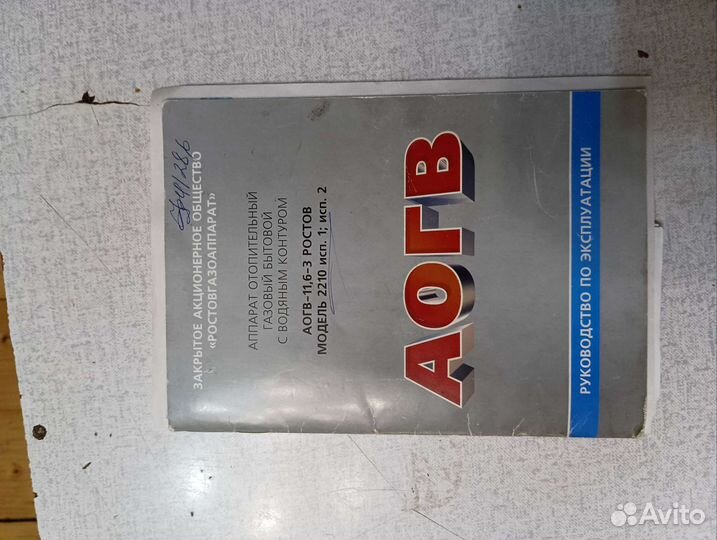 ЗАКРЫТОЕ АКЦИОНЕРНОЕ ОБЩЕСТВО
«РОСТОВГАЗОАППАРАТ»
АППАРАТ ОТОПИТЕЛЬНЫЙ
ГАЗОВЫЙ БЫТОВОЙ
С ВОДЯНЫМ КОНТУРОМ
АОГВ–11,6–3 РОСТОВ
МОДЕЛЬ 2210 исп. 1; исп. 2
АОГВ
РУКОВОДСТВО ПО ЭКСПЛУАТАЦИИ
Avito